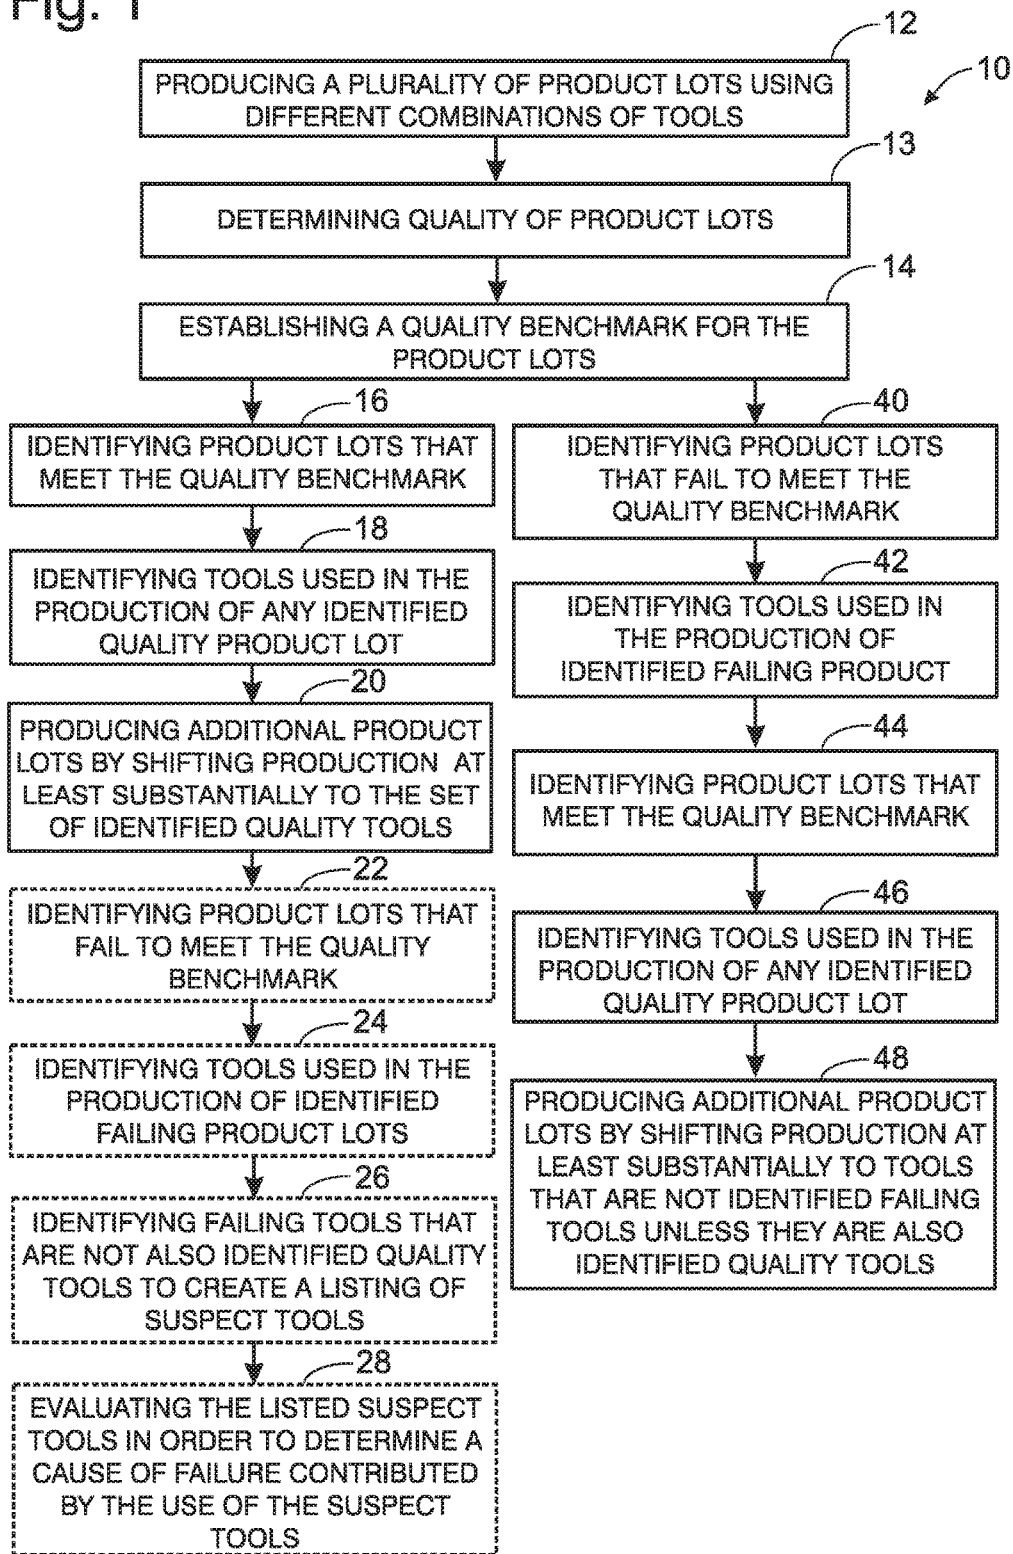 Fig. 1
12
10
PRODUCING A PLURALITY OF PRODUCT LOTS USING
DIFFERENT COMBINATIONS OF TOOLS
13
DETERMINING QUALITY OF PRODUCT LOTS
14
ESTABLISHING A QUALITY BENCHMARK FOR THE
PRODUCT LOTS
16
IDENTIFYING PRODUCT LOTS THAT
MEET THE QUALITY BENCHMARK
18
IDENTIFYING TOOLS USED IN THE
PRODUCTION OF ANY IDENTIFIED
QUALITY PRODUCT LOT
20
PRODUCING ADDITIONAL PRODUCT
LOTS BY SHIFTING PRODUCTION AT
LEAST SUBSTANTIALLY TO THE SET
OF IDENTIFIED QUALITY TOOLS
22
IDENTIFYING PRODUCT LOTS THAT
FAIL TO MEET THE QUALITY
BENCHMARK
24
IDENTIFYING TOOLS USED IN THE
PRODUCTION OF IDENTIFIED
FAILING PRODUCT LOTS
26
IDENTIFYING FAILING TOOLS THAT
ARE NOT ALSO IDENTIFIED QUALITY
TOOLS TO CREATE A LISTING OF
SUSPECT TOOLS
28
EVALUATING THE LISTED SUSPECT
TOOLS IN ORDER TO DETERMINE A
CAUSE OF FAILURE CONTRIBUTED
BY THE USE OF THE SUSPECT
TOOLS
40
IDENTIFYING PRODUCT LOTS
THAT FAIL TO MEET THE
QUALITY BENCHMARK
42
IDENTIFYING TOOLS USED IN
THE PRODUCTION OF
IDENTIFIED FAILING PRODUCT
44
IDENTIFYING PRODUCT LOTS THAT
MEET THE QUALITY BENCHMARK
46
IDENTIFYING TOOLS USED IN THE
PRODUCTION OF ANY IDENTIFIED
QUALITY PRODUCT LOT
48
PRODUCING ADDITIONAL PRODUCT
LOTS BY SHIFTING PRODUCTION AT
LEAST SUBSTANTIALLY TO TOOLS
THAT ARE NOT IDENTIFIED FAILING
TOOLS UNLESS THEY ARE ALSO
IDENTIFIED QUALITY TOOLS